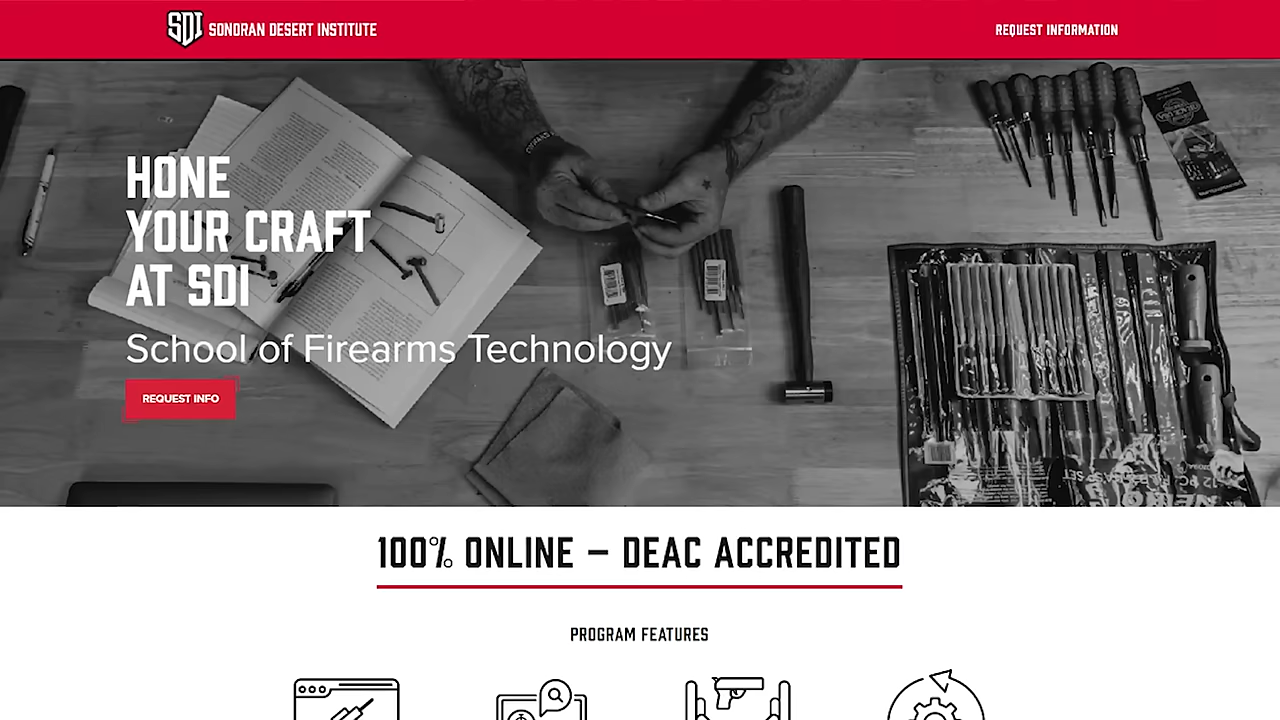 SDI SONORAN DESERT INSTITUTE
REQUEST INFORMATION
HONE
YOUR CRAFT
AT SDI
School of Firearms Technology
REQUEST INFO
100% ONLINE – DEAC ACCREDITED
PROGRAM FEATURES